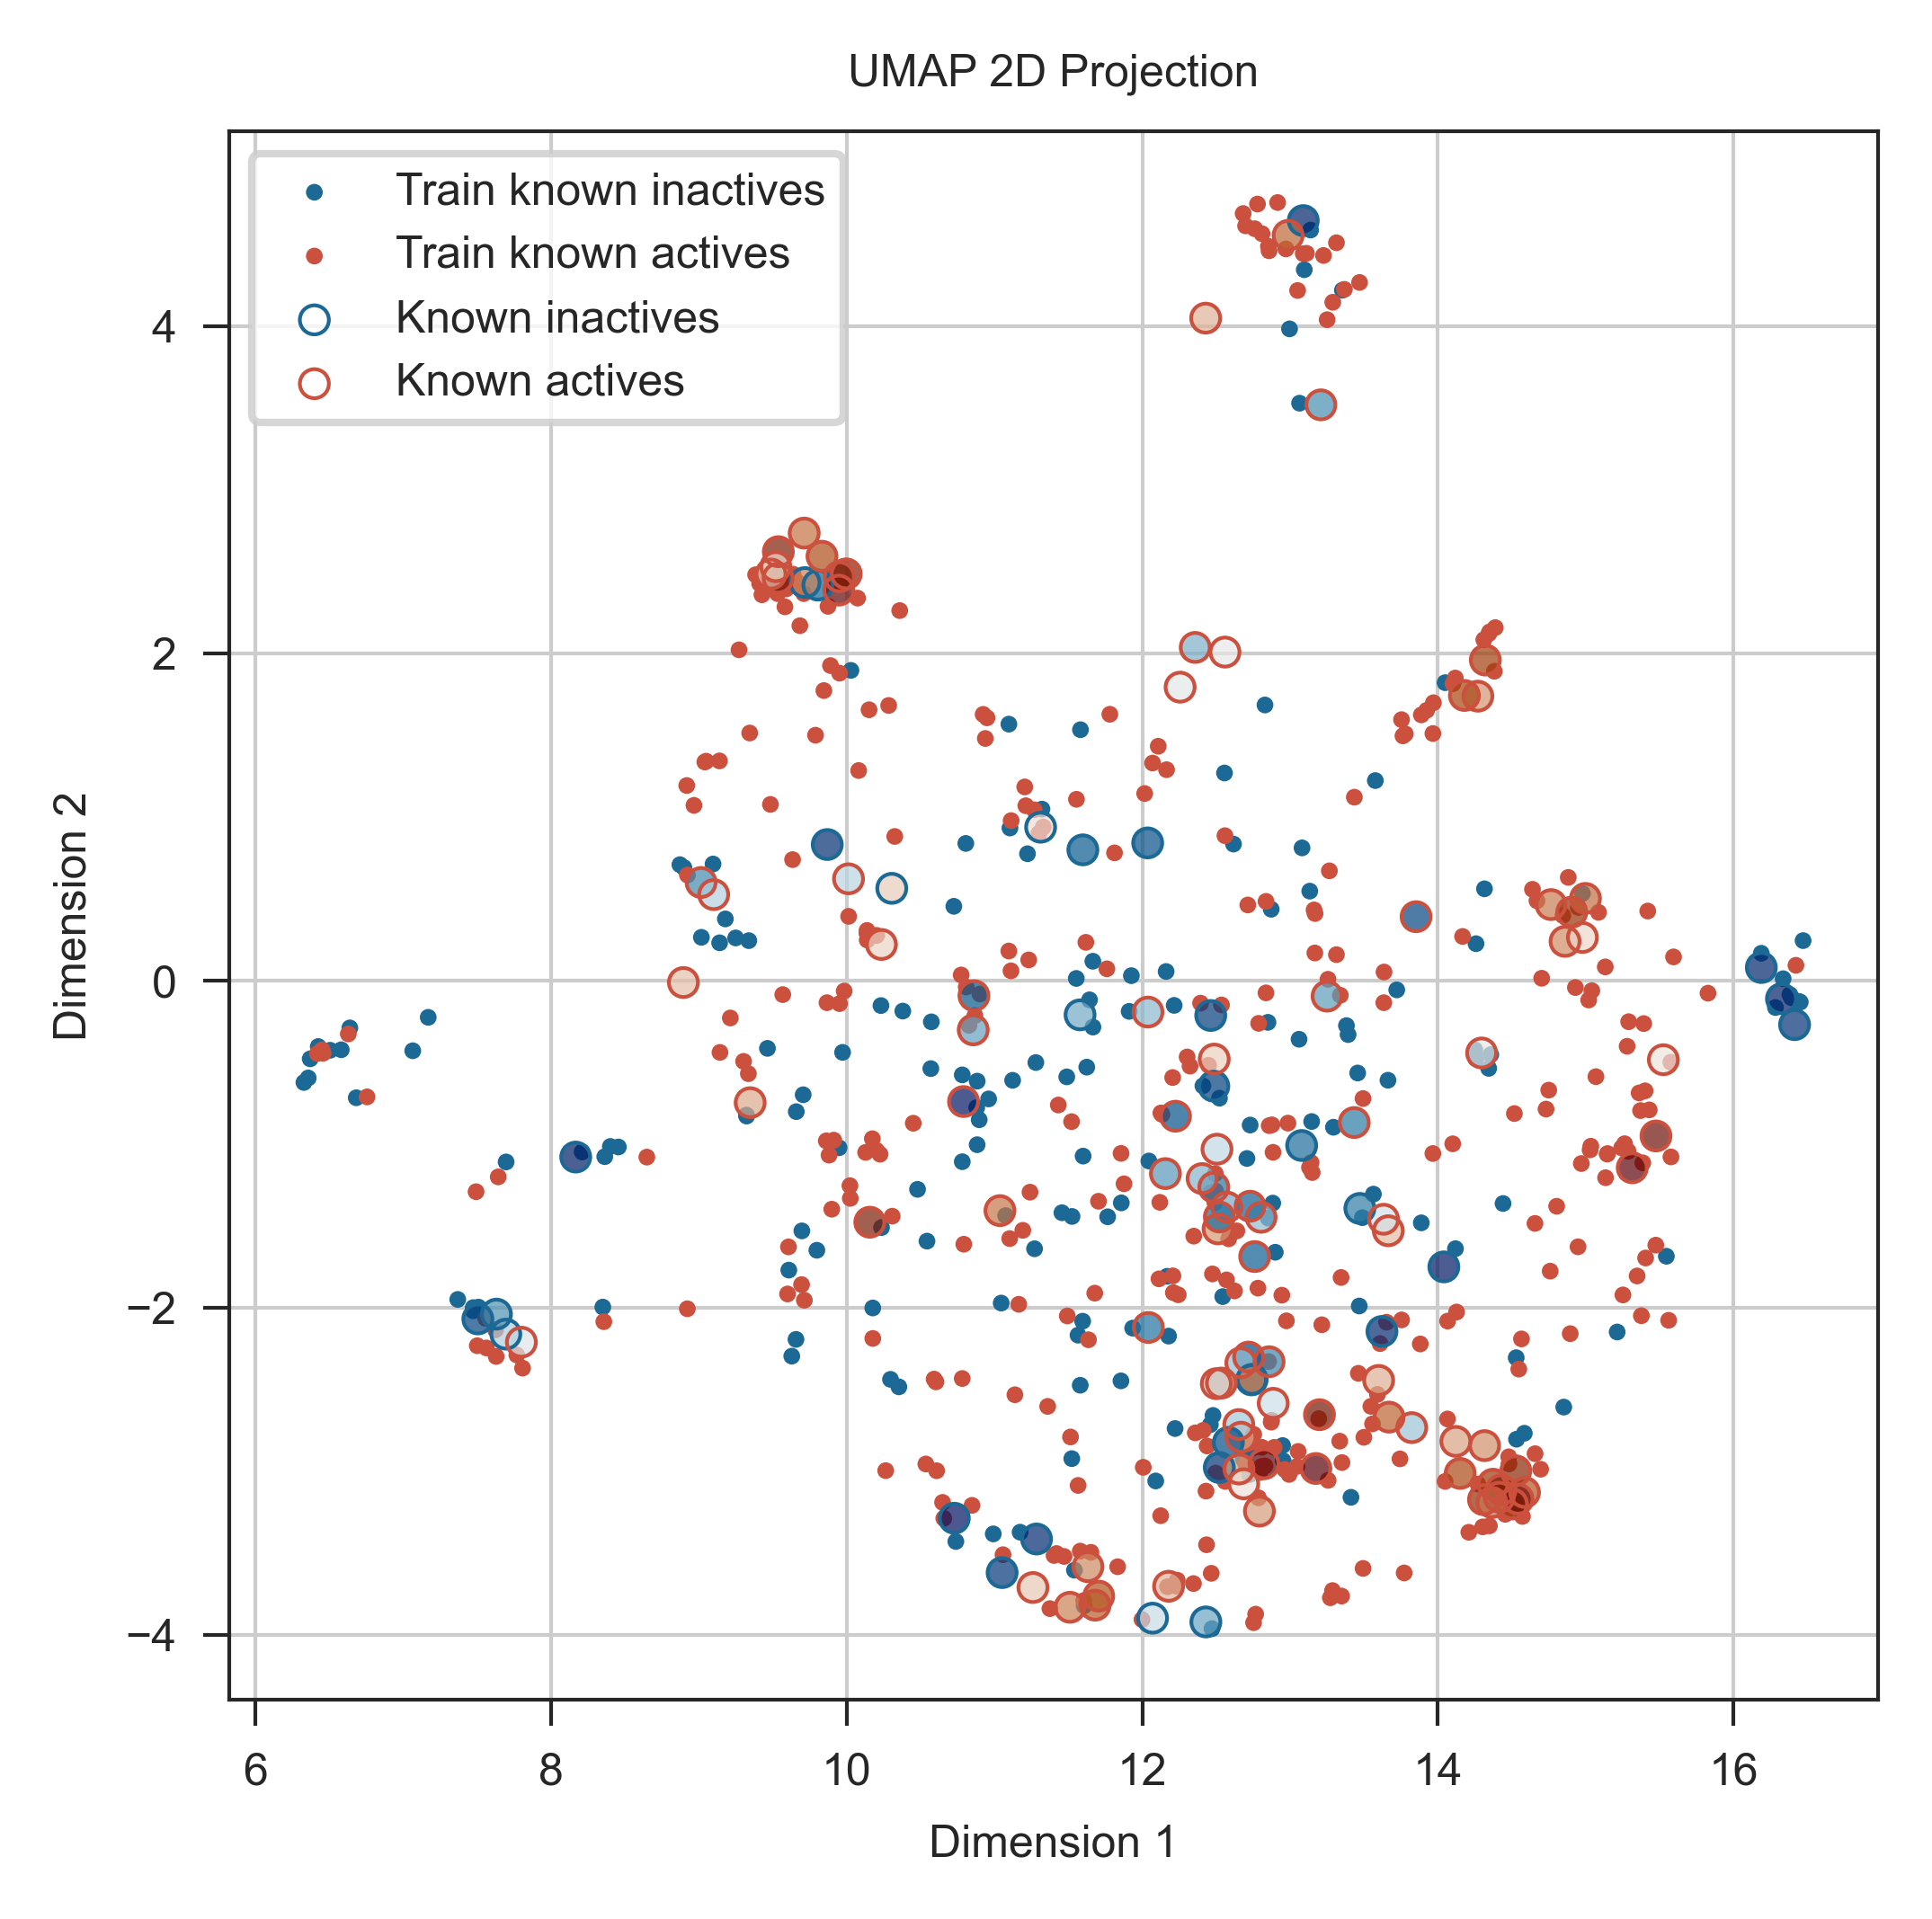 UMAP 2D Projection
Train known inactives
Train known actives
Known inactives
Known actives
4
2
0
−2
−4
Dimension 2
6 8 10 12 14 16
Dimension 1